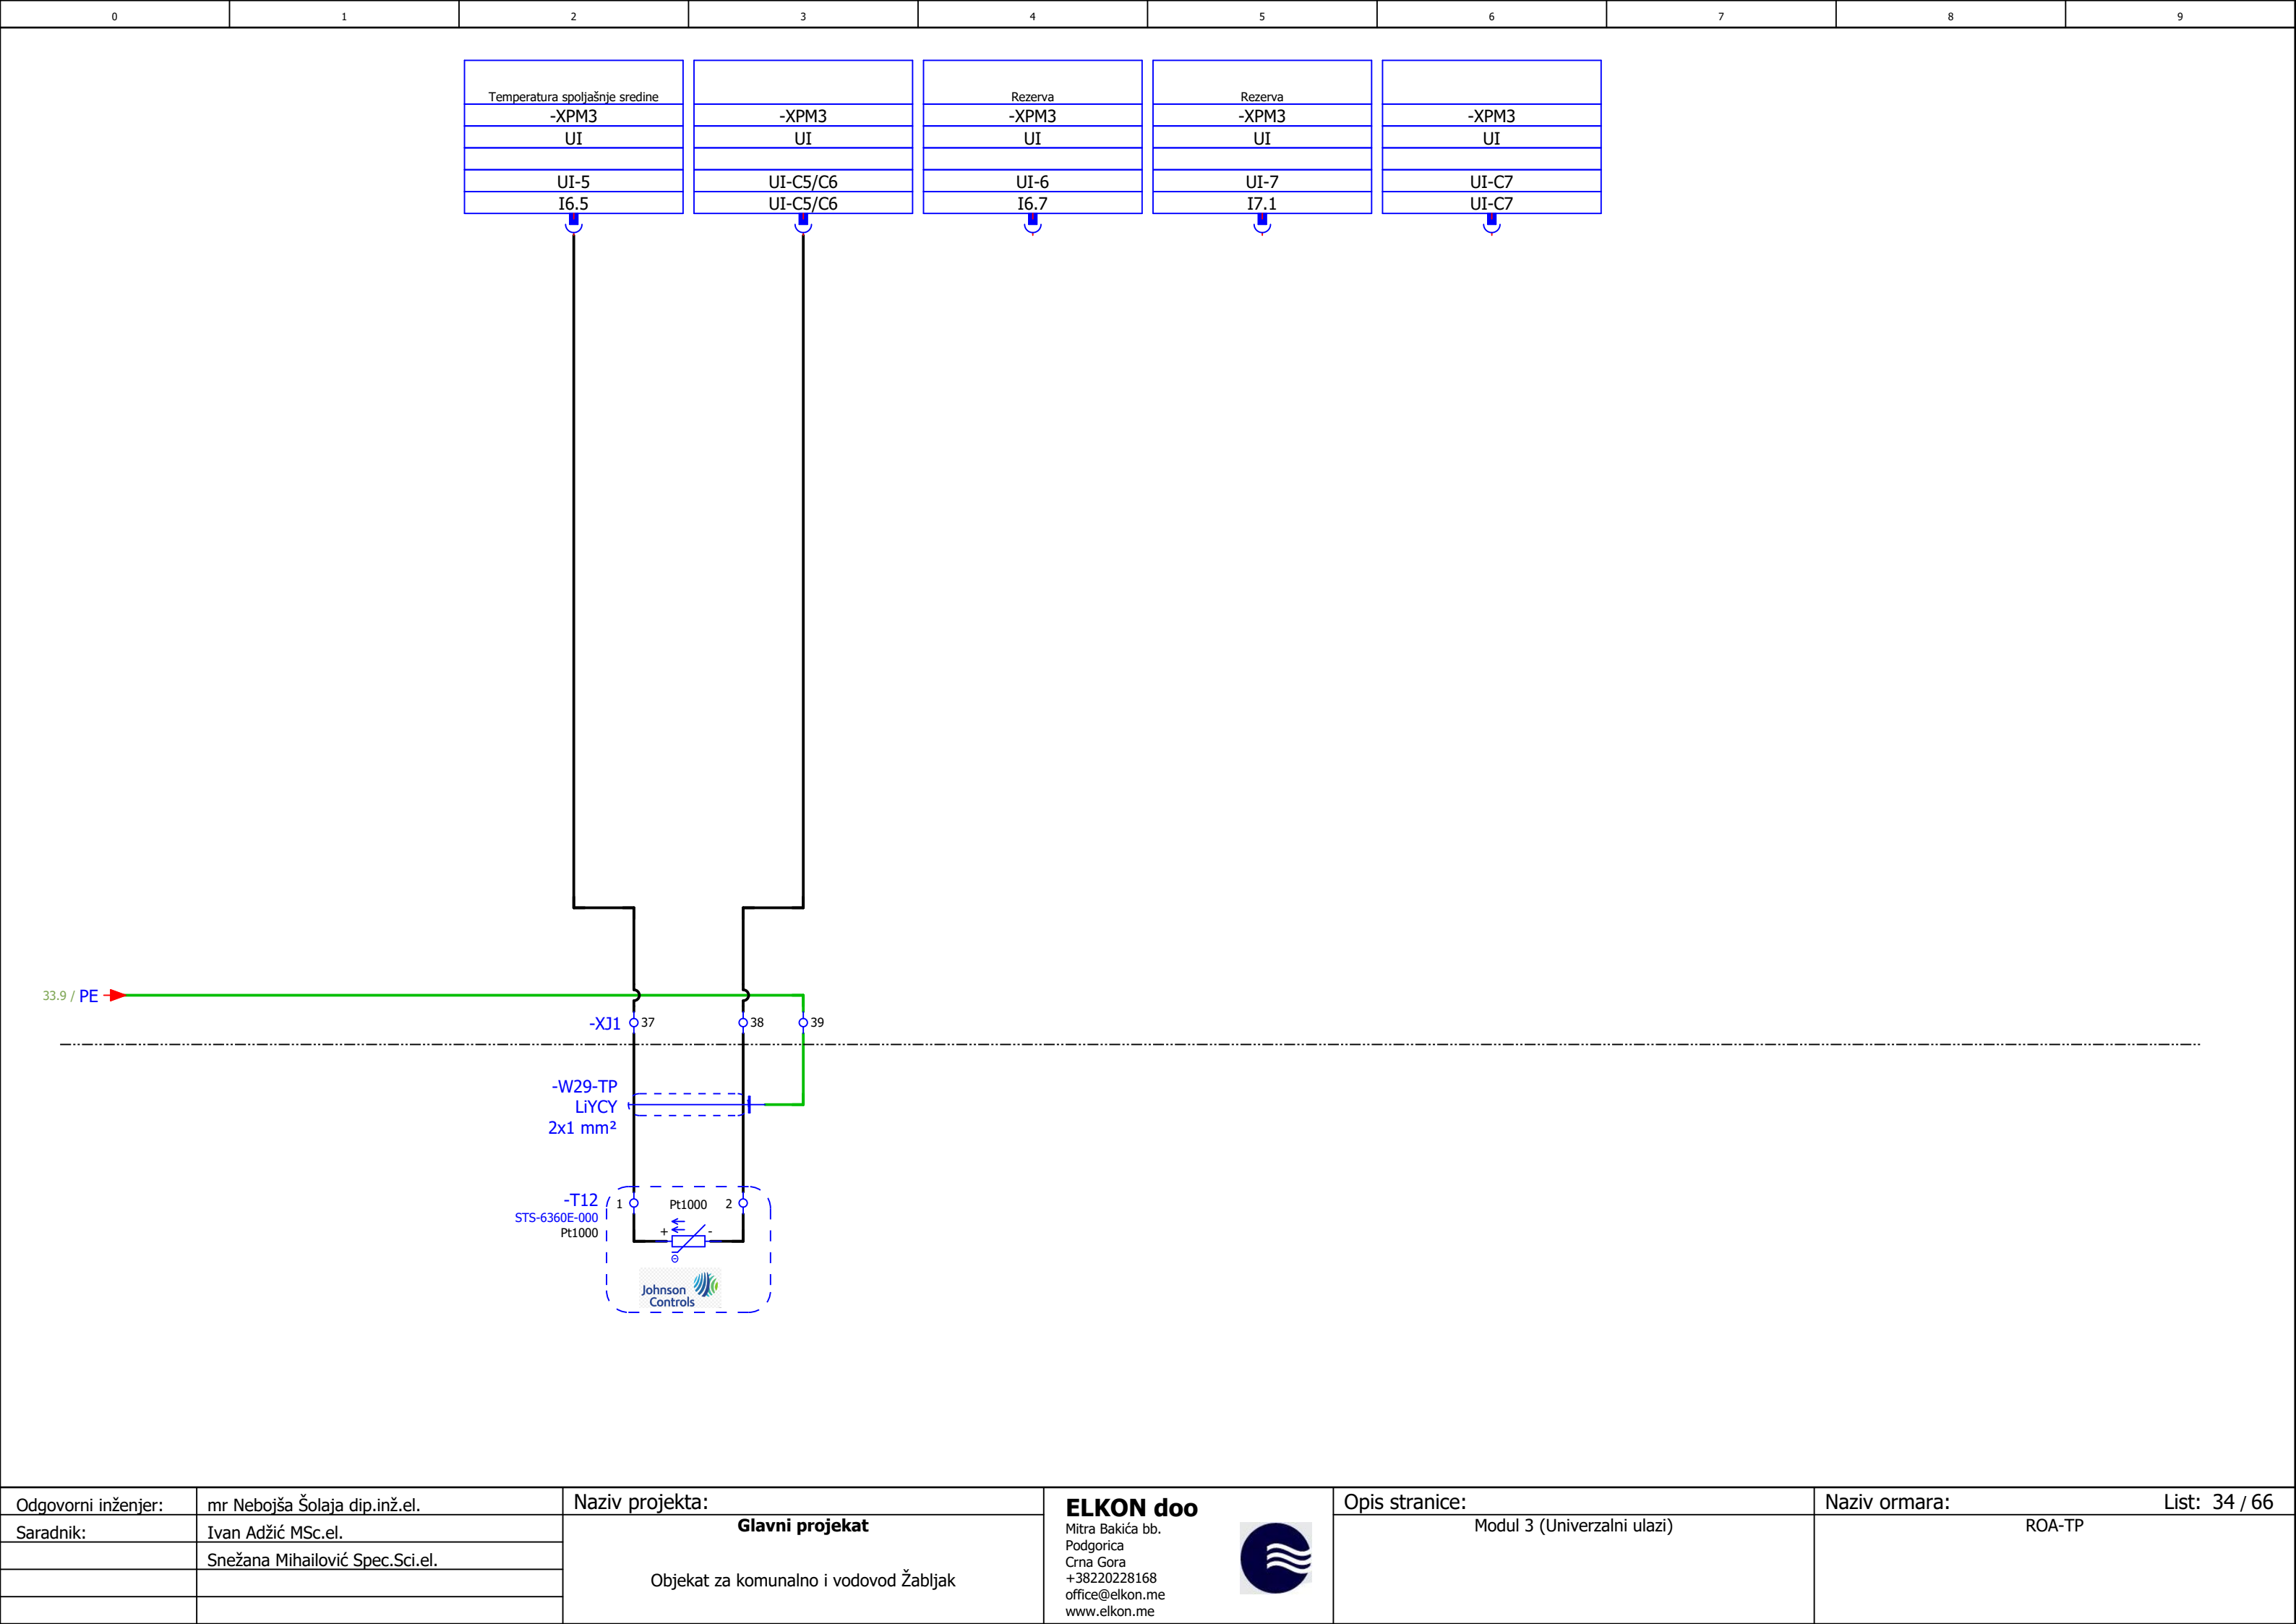 0 1 2 3 4 5 6 7 8 9
Temperatura spoljašnje sredine Rezerva Rezerva
-XPM3 -XPM3 -XPM3 -XPM3 -XPM3
UI UI UI UI UI
UI-5 UI-C5/C6 UI-6 UI-7 UI-C7
I6.5 UI-C5/C6 I6.7 I7.1 UI-C7
33.9 / PE
-XJ1 37 38 39
-W29-TP
LiYCY
2x1 mm²
-T12 1 Pt1000 2
STS-6360E-000
Pt1000 + -
Θ
Johnson
Controls
Odgovorni inženjer: mr Nebojša Šolaja dip.inž.el.
Saradnik: Ivan Adžić MSc.el.
Snežana Mihailović Spec.Sci.el.
Naziv projekta:
Glavni projekat
Objekat za komunalno i vodovod Žabljak
ELKON doo
Mitra Bakića bb.
Podgorica
Crna Gora
+38220228168
office@elkon.me
www.elkon.me
Opis stranice:
Modul 3 (Univerzalni ulazi)
Naziv ormara: List: 34 / 66
ROA-TP